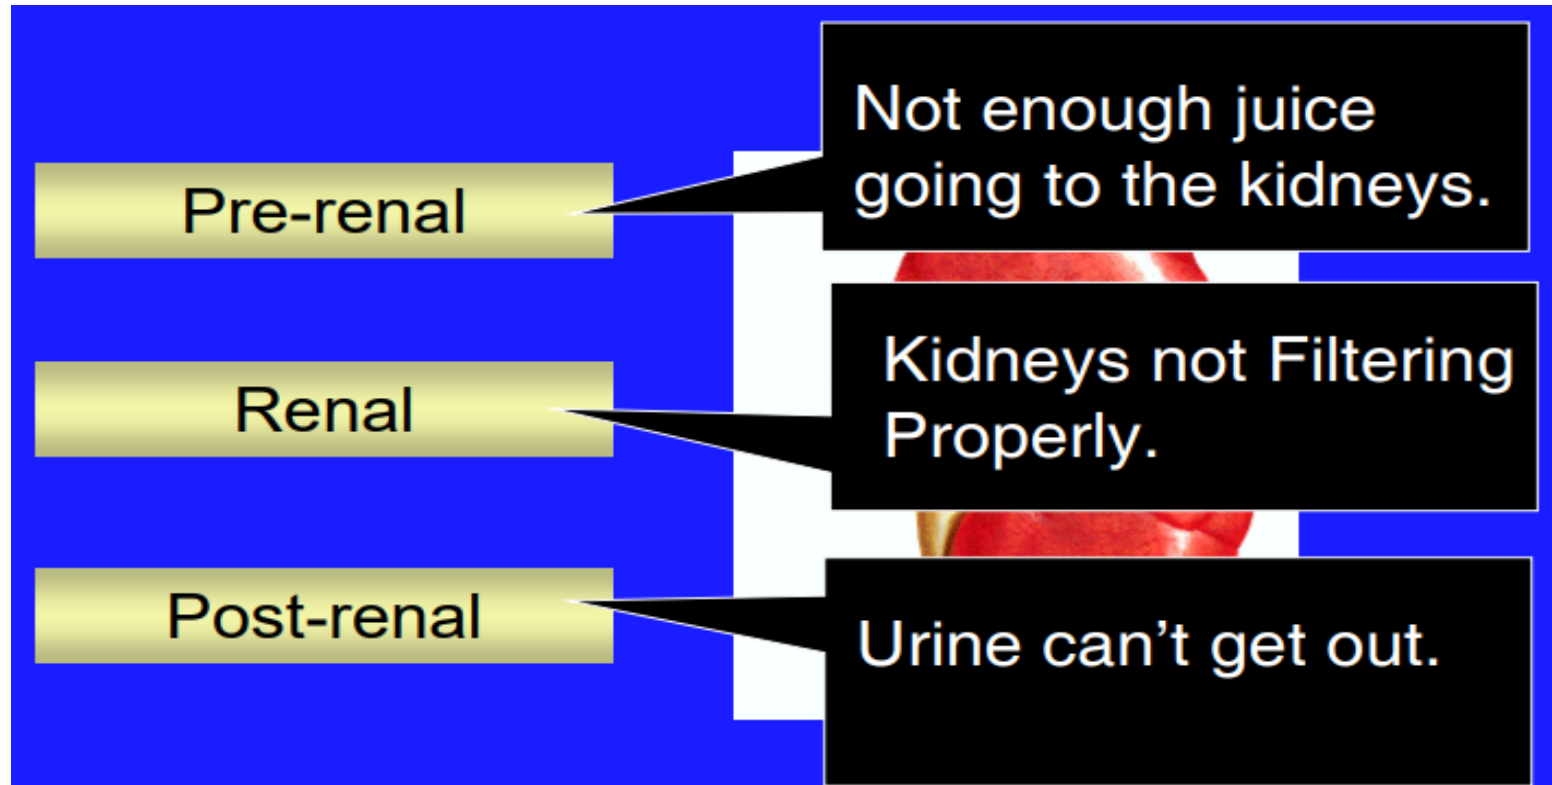 Pre-renal
Not enough juice
going to the kidneys.
Renal
Kidneys not Filtering
Properly.
Post-renal
Urine can’t get out.